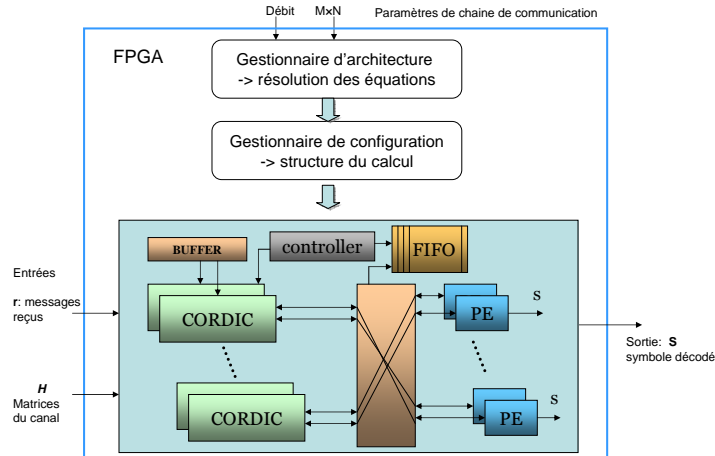 Débit
M×N
Paramètres de chaine de communication
FPGA
Gestionnaire d'architecture
-> résolution des équations
Gestionnaire de configuration
-> structure du calcul
BUFFER
controller
FIFO
Entrées
r: messages
reçus
CORDIC
PE
S
Sortie: S
symbole décodé
H
Matrices
du canal
CORDIC
PE
S